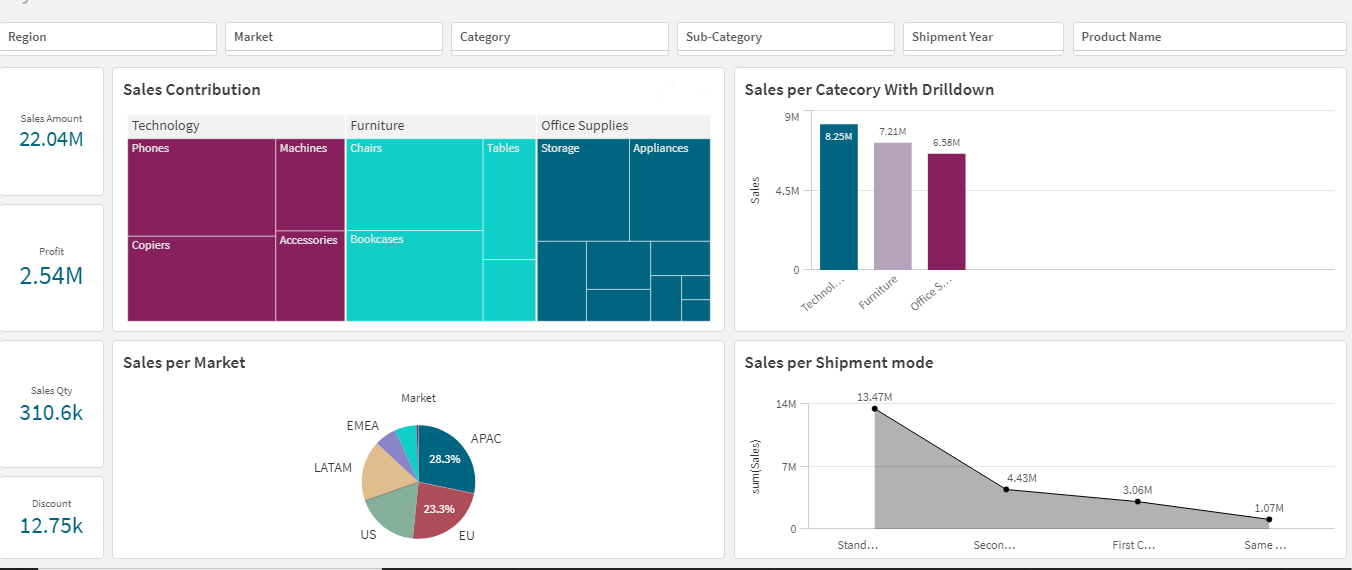 Region
Market
Category
Sub-Category
Shipment Year
Product Name
Sales Amount
22.04M
Profit
2.54M
Sales Qty
310.6k
Discount
12.75k
Sales Contribution
Technology
Furniture
Office Supplies
Phones
Machines
Chairs
Tables
Storage
Appliances
Copiers
Accessories
Bookcases
Sales per Catecory With Drilldown
Sales
9M
4.5M
0
8.25M
7.21M
6.58M
Technol...
Furniture
Office S...
Sales per Market
Market
EMEA
APAC
28.3%
LATAM
23.3%
US
EU
Sales per Shipment mode
sum(Sales)
14M
7M
0
13.47M
4.43M
3.06M
1.07M
Stand...
Secon...
First C...
Same ...